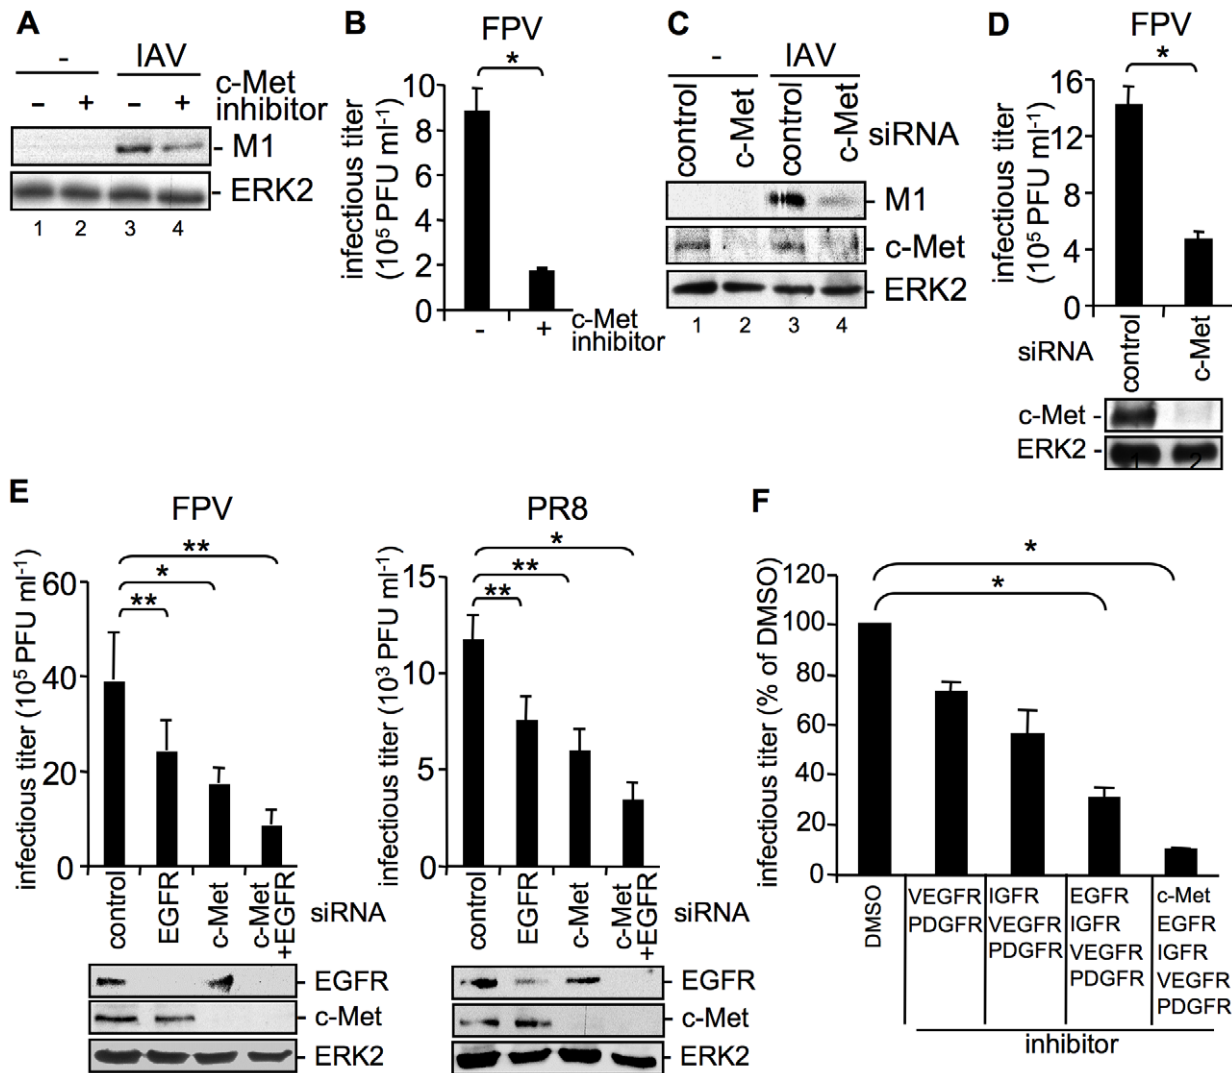 A
-
IAV
- + - +
c-Met
inhibitor
- M1
- ERK2
1 2 3 4
B
FPV
*
infectious titer
(10⁵ PFU ml⁻¹)
10
8
6
4
2
0
- +
c-Met
inhibitor
C
-
IAV
control
c-Met
control
c-Met
siRNA
- M1
- c-Met
- ERK2
1 2 3 4
D
FPV
*
infectious titer
(10⁵ PFU ml⁻¹)
16
12
8
4
0
siRNA
control
c-Met
c-Met -
ERK2 -
1 2
E
FPV
**
*
**
infectious titer (10⁵ PFU ml⁻¹)
60
40
20
0
control
EGFR
c-Met
c-Met
+EGFR
siRNA
- EGFR
- c-Met
- ERK2
PR8
*
**
**
infectious titer (10³ PFU ml⁻¹)
15
10
5
0
control
EGFR
c-Met
c-Met
+EGFR
siRNA
- EGFR
- c-Met
- ERK2
F
*
*
infectious titer (% of DMSO)
120
100
80
60
40
20
0
DMSO
VEGFR
PDGFR
IGFR
VEGFR
PDGFR
EGFR
IGFR
VEGFR
PDGFR
c-Met
EGFR
IGFR
VEGFR
PDGFR
inhibitor